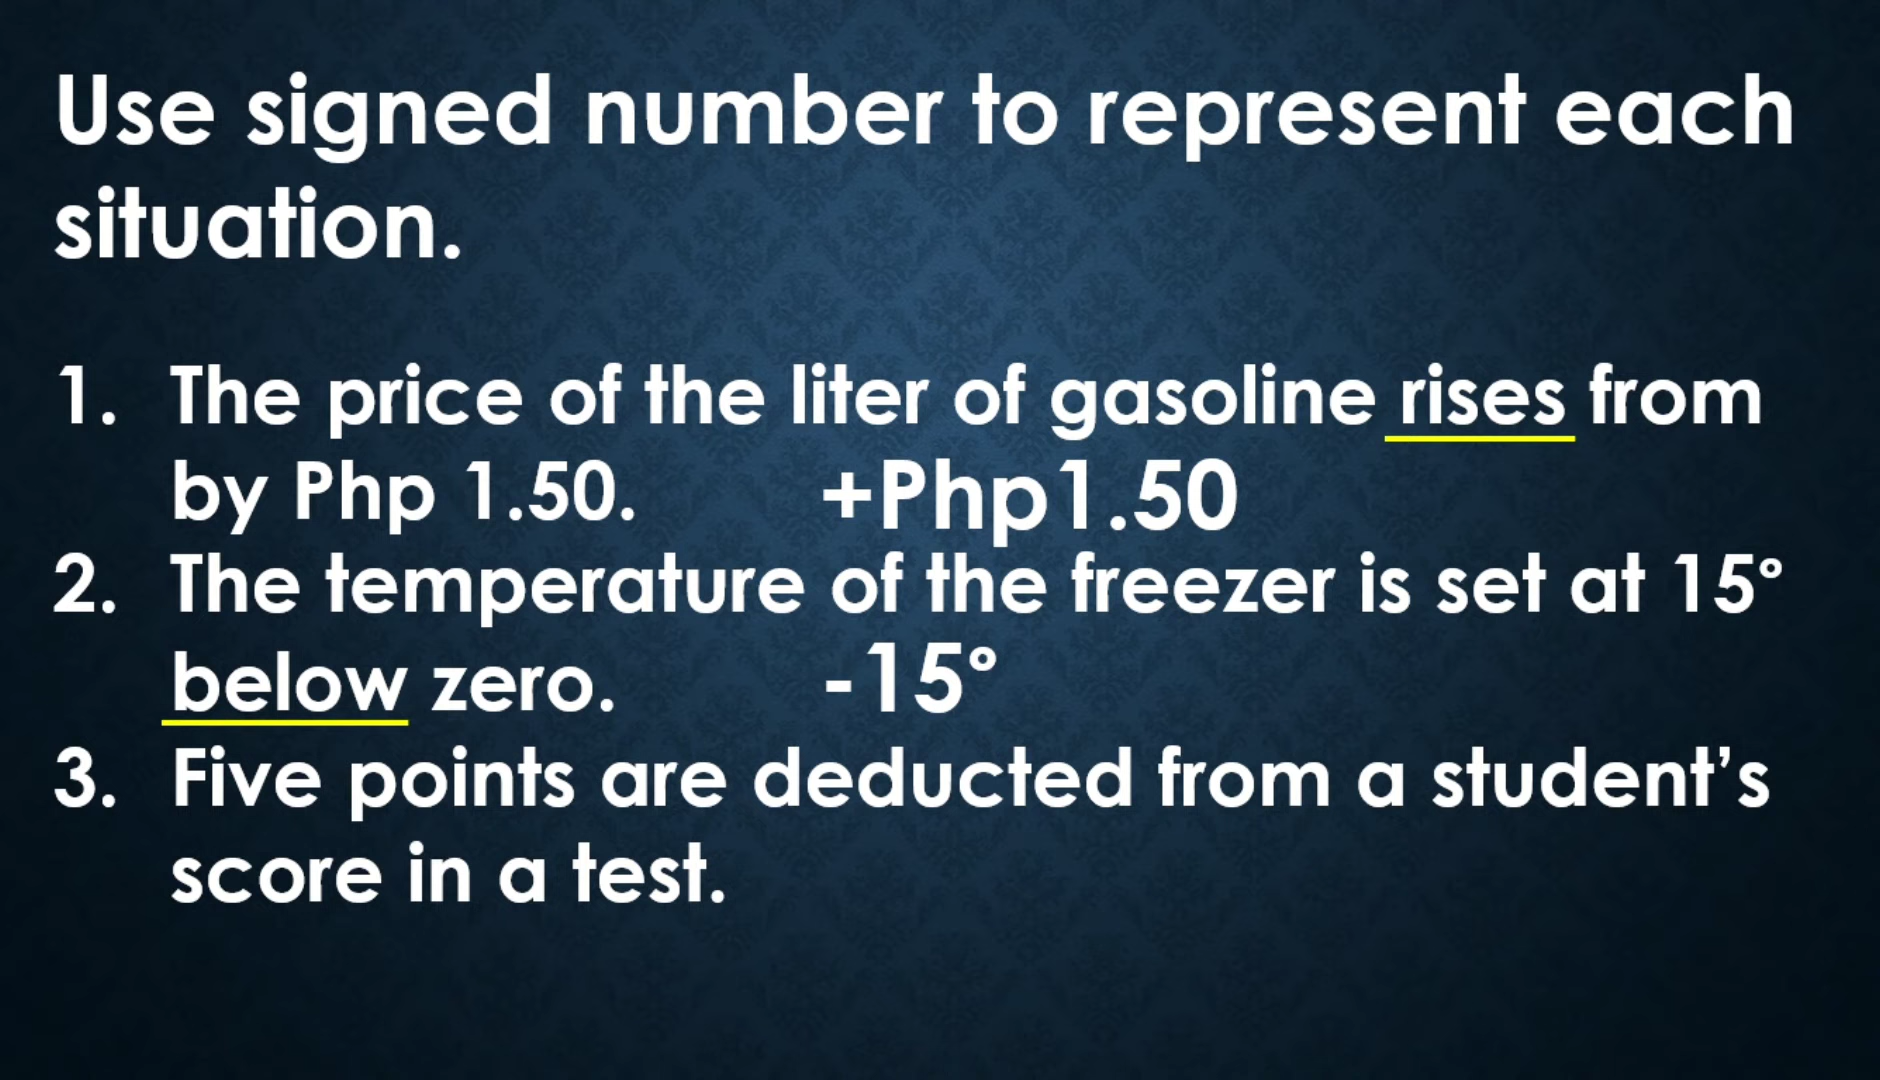 Use signed number to represent each
situation.
1. The price of the liter of gasoline rises from
by Php 1.50. +Php1.50
2. The temperature of the freezer is set at 15°
below zero. -15°
3. Five points are deducted from a student’s
score in a test.